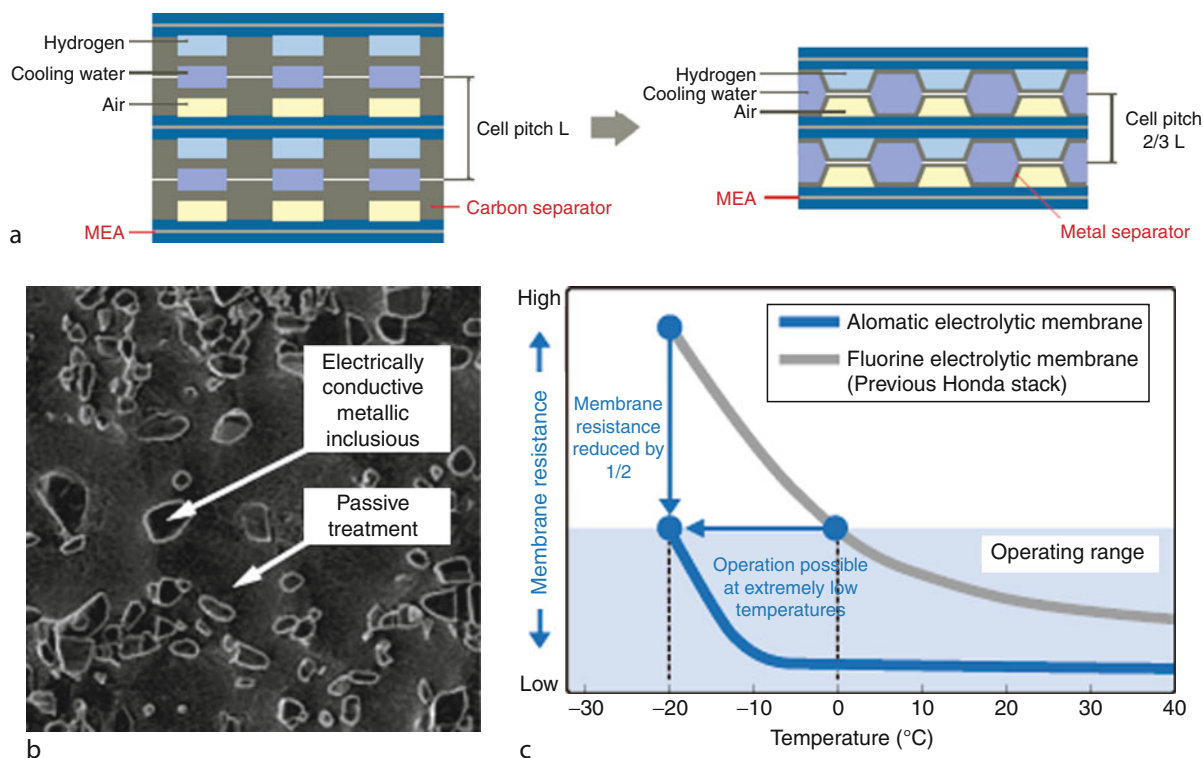 a
Hydrogen
Cooling water
Air
Cell pitch L
Carbon separator
MEA
Hydrogen
Cooling water
Air
Cell pitch
2/3 L
MEA
Metal separator
b
Electrically
conductive
metallic
inclusious
Passive
treatment
c
High
Membrane resistance
Low
Alomatic electrolytic membrane
Fluorine electrolytic membrane
(Previous Honda stack)
Membrane
resistance
reduced by
1/2
Operating range
Operation possible
at extremely low
temperatures
−30 −20 −10 0 10 20 30 40
Temperature (°C)